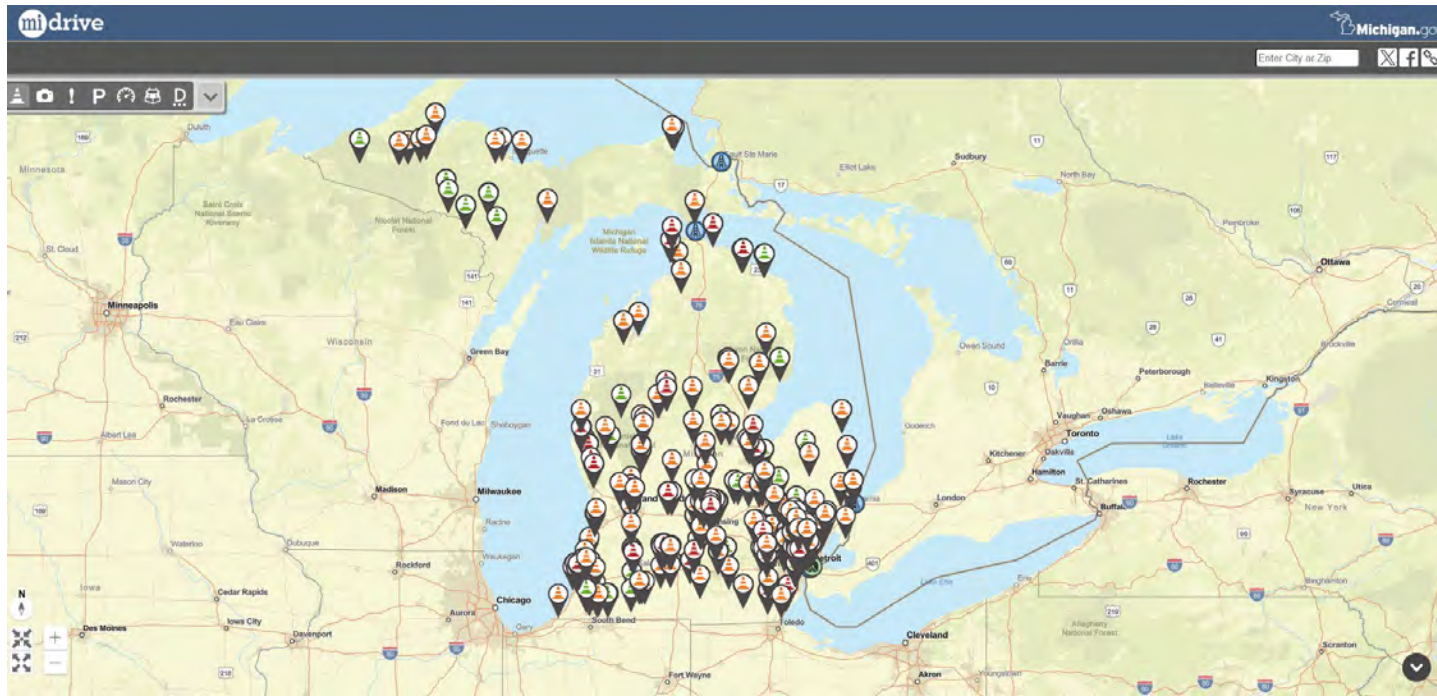 mi drive
Michigan.go
Enter City or Zip
P
D
Duluth
Minnesota
Saint Croix
National Scenic
Riverway
Nicolet National
Forest
Michigan
Islands National
Wildlife Refuge
Sault Ste Marie
Elliot Lake
Sudbury
North Bay
Pembroke
Ottawa
Cornwall
Brockville
St. Cloud
Minneapolis
Eau Claire
Wisconsin
Green Bay
Rochester
La Crosse
Fond du Lac
Sheboygan
Albert Lea
Mason City
Madison
Milwaukee
Racine
Waukegan
Waterloo
Dubuque
Rockford
Iowa
Cedar Rapids
Iowa City
Des Moines
Davenport
Aurora
Chicago
Gary
South Bend
Fort Wayne
Toledo
Cleveland
Akron
Youngstown
Owen Sound
Orillia
Barrie
Peterborough
Belleville
Kingston
Vaughan
Oshawa
Toronto
Oakville
Kitchener
Hamilton
Goderich
London
St. Catharines
Buffalo
Lake
Ontario
Rochester
Syracuse
Utica
New York
Binghamton
Scranton
Erie
Lake Erie
Allegheny
National Forest
N
+
−